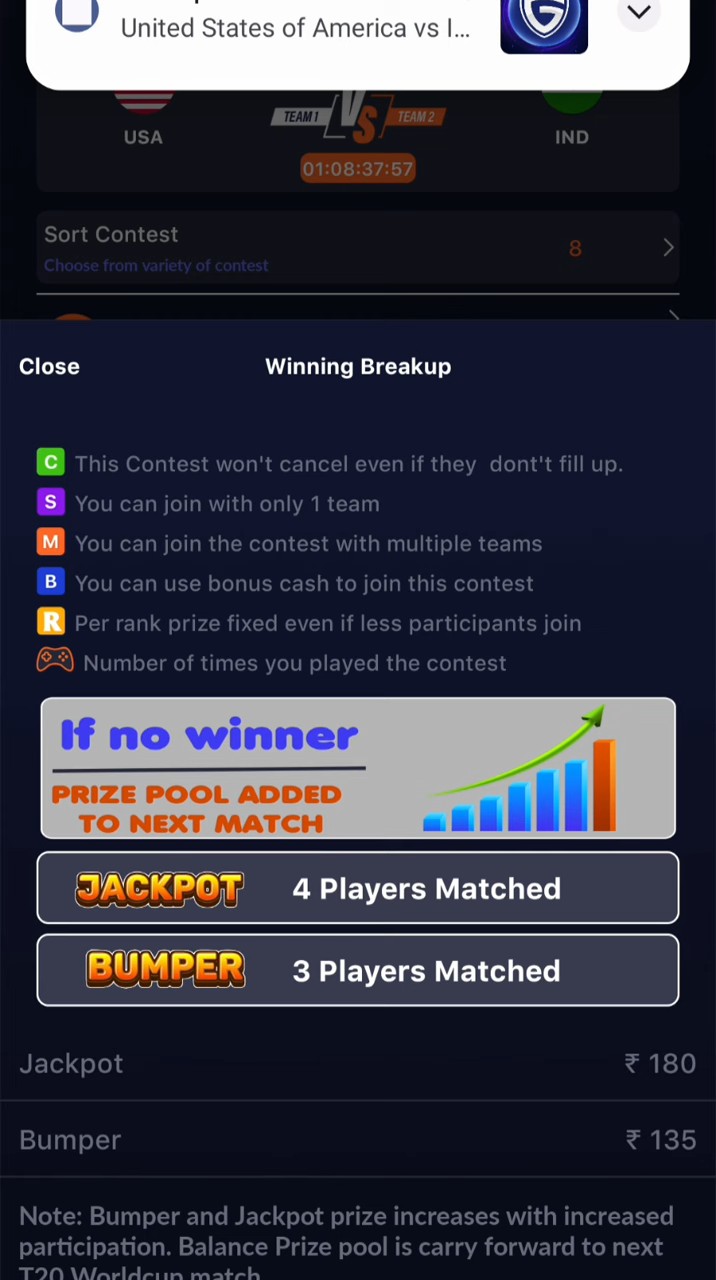 United States of America vs I...
TEAM 1
VS
TEAM 2
USA
IND
01:08:37:57
Sort Contest
8
Choose from variety of contest
Close
Winning Breakup
C This Contest won't cancel even if they dont't fill up.
S You can join with only 1 team
M You can join the contest with multiple teams
B You can use bonus cash to join this contest
R Per rank prize fixed even if less participants join
Number of times you played the contest
If no winner
PRIZE POOL ADDED
TO NEXT MATCH
JACKPOT 4 Players Matched
BUMPER 3 Players Matched
Jackpot ₹ 180
Bumper ₹ 135
Note: Bumper and Jackpot prize increases with increased
participation. Balance Prize pool is carry forward to next
T20 Worldcup match